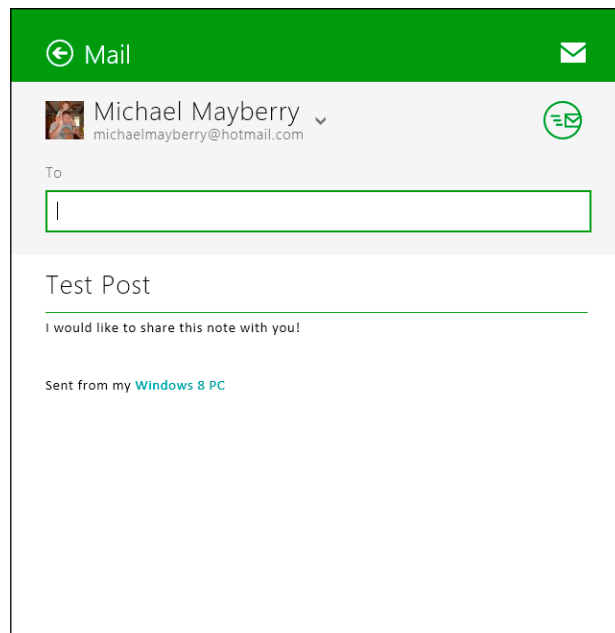 Mail
Michael Mayberry
michaelmayberry@hotmail.com
To
Test Post
I would like to share this note with you!
Sent from my Windows 8 PC